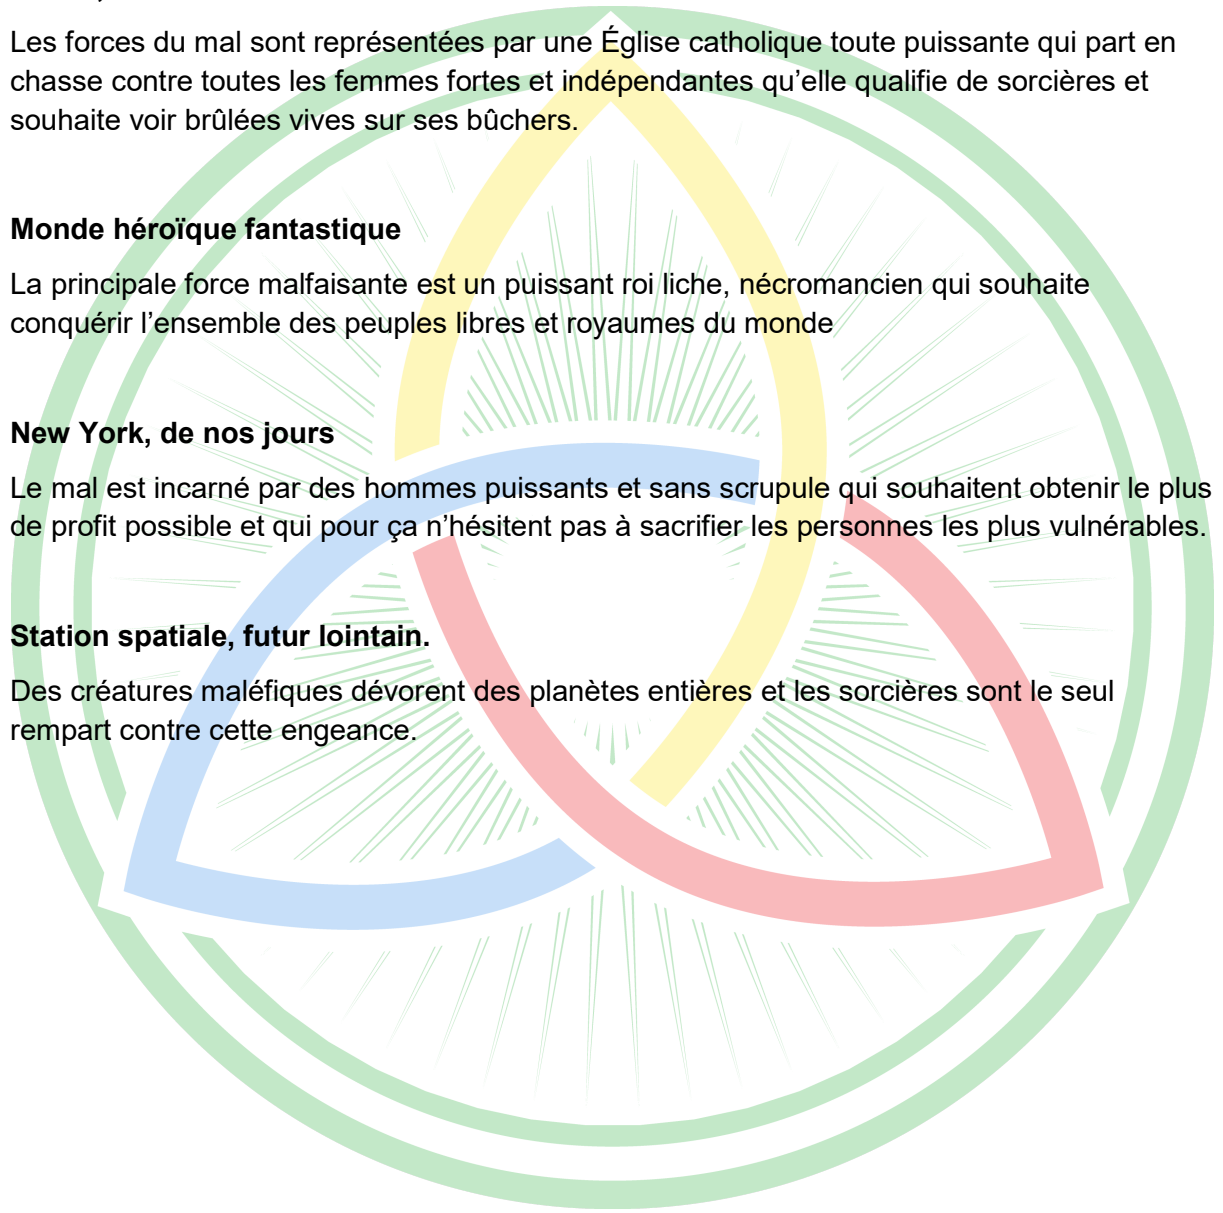 Les forces du mal sont représentées par une Église catholique toute puissante qui part en
chasse contre toutes les femmes fortes et indépendantes qu’elle qualifie de sorcières et
souhaite voir brûlées vives sur ses bûchers.
Monde héroïque fantastique
La principale force malfaisante est un puissant roi liche, nécromancien qui souhaite
conquérir l’ensemble des peuples libres et royaumes du monde
New York, de nos jours
Le mal est incarné par des hommes puissants et sans scrupule qui souhaitent obtenir le plus
de profit possible et qui pour ça n’hésitent pas à sacrifier les personnes les plus vulnérables.
Station spatiale, futur lointain.
Des créatures maléfiques dévorent des planètes entières et les sorcières sont le seul
rempart contre cette engeance.